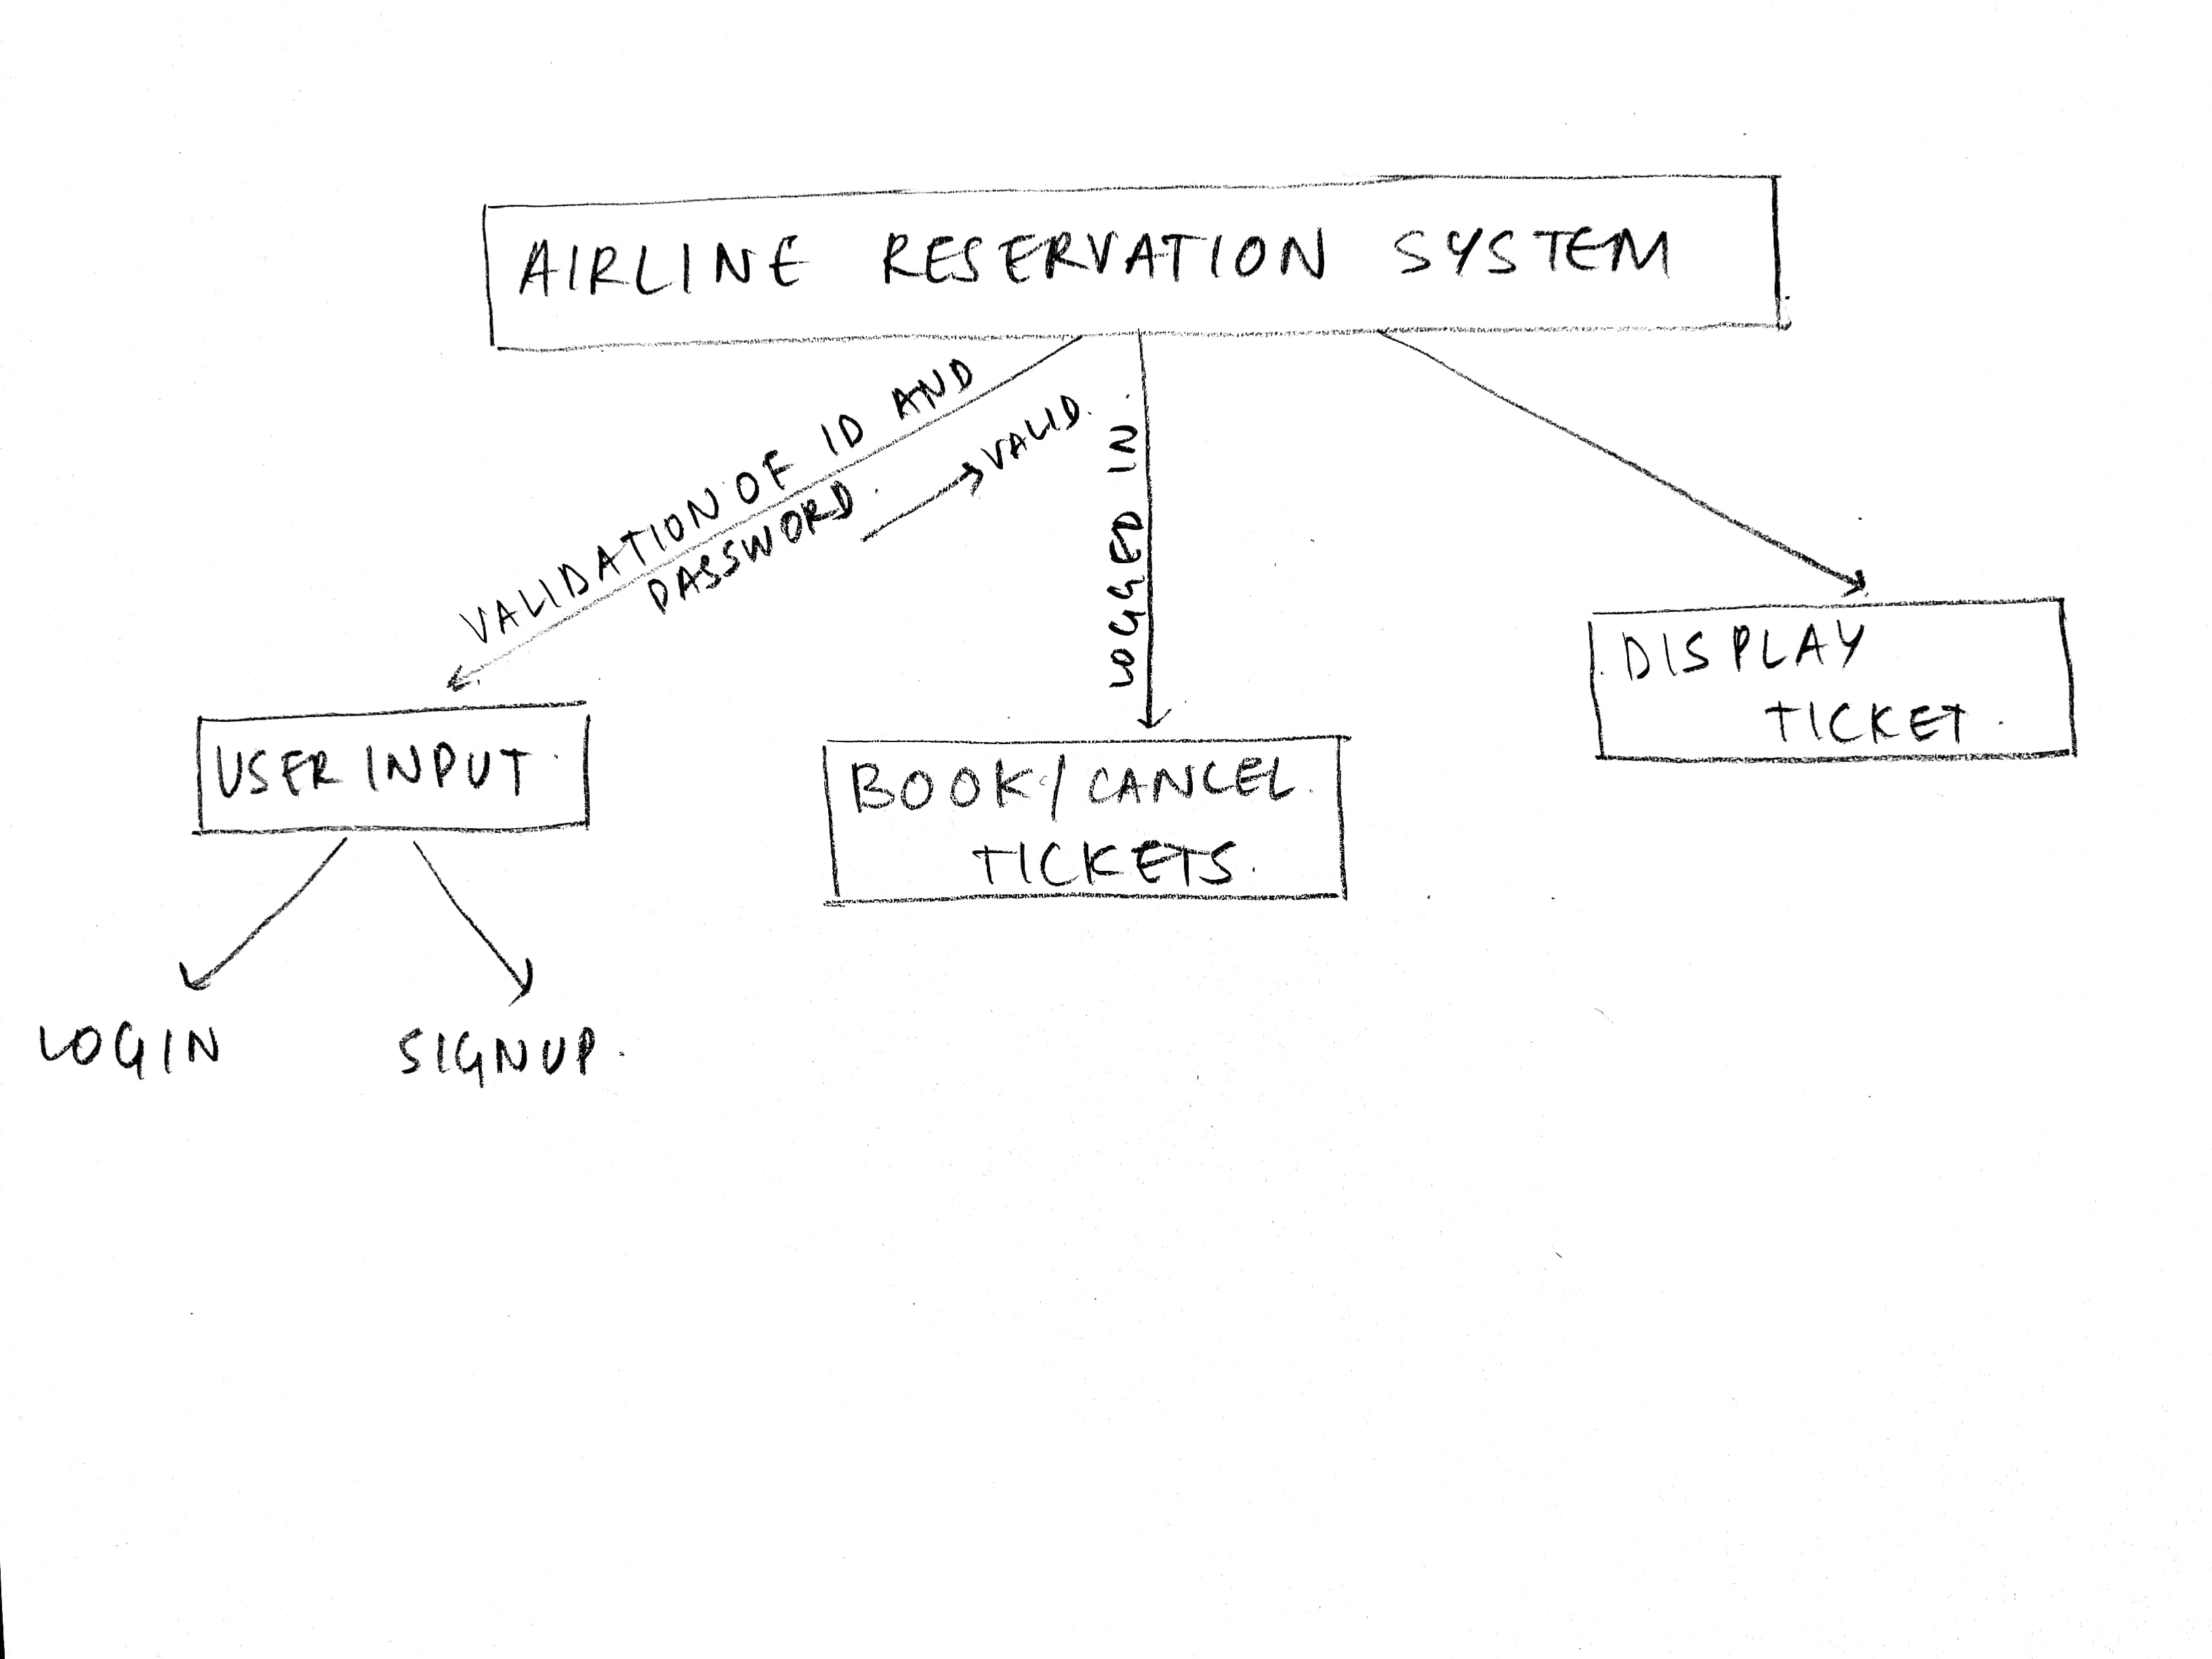 AIRLINE RESERVATION SYSTEM
VALIDATION OF ID AND
PASSWORD.
VALID.
LOGGED IN
DISPLAY
TICKET.
USER INPUT.
BOOK / CANCEL.
TICKETS.
LOGIN
SIGNUP.